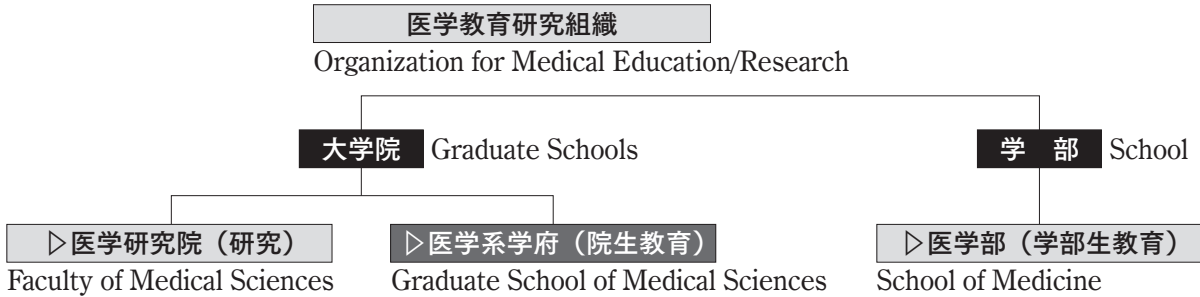 医学教育研究組織
Organization for Medical Education/Research
大学院 Graduate Schools
学 部 School
▷医学研究院（研究）
Faculty of Medical Sciences
▷医学系学府（院生教育）
Graduate School of Medical Sciences
▷医学部（学部生教育）
School of Medicine